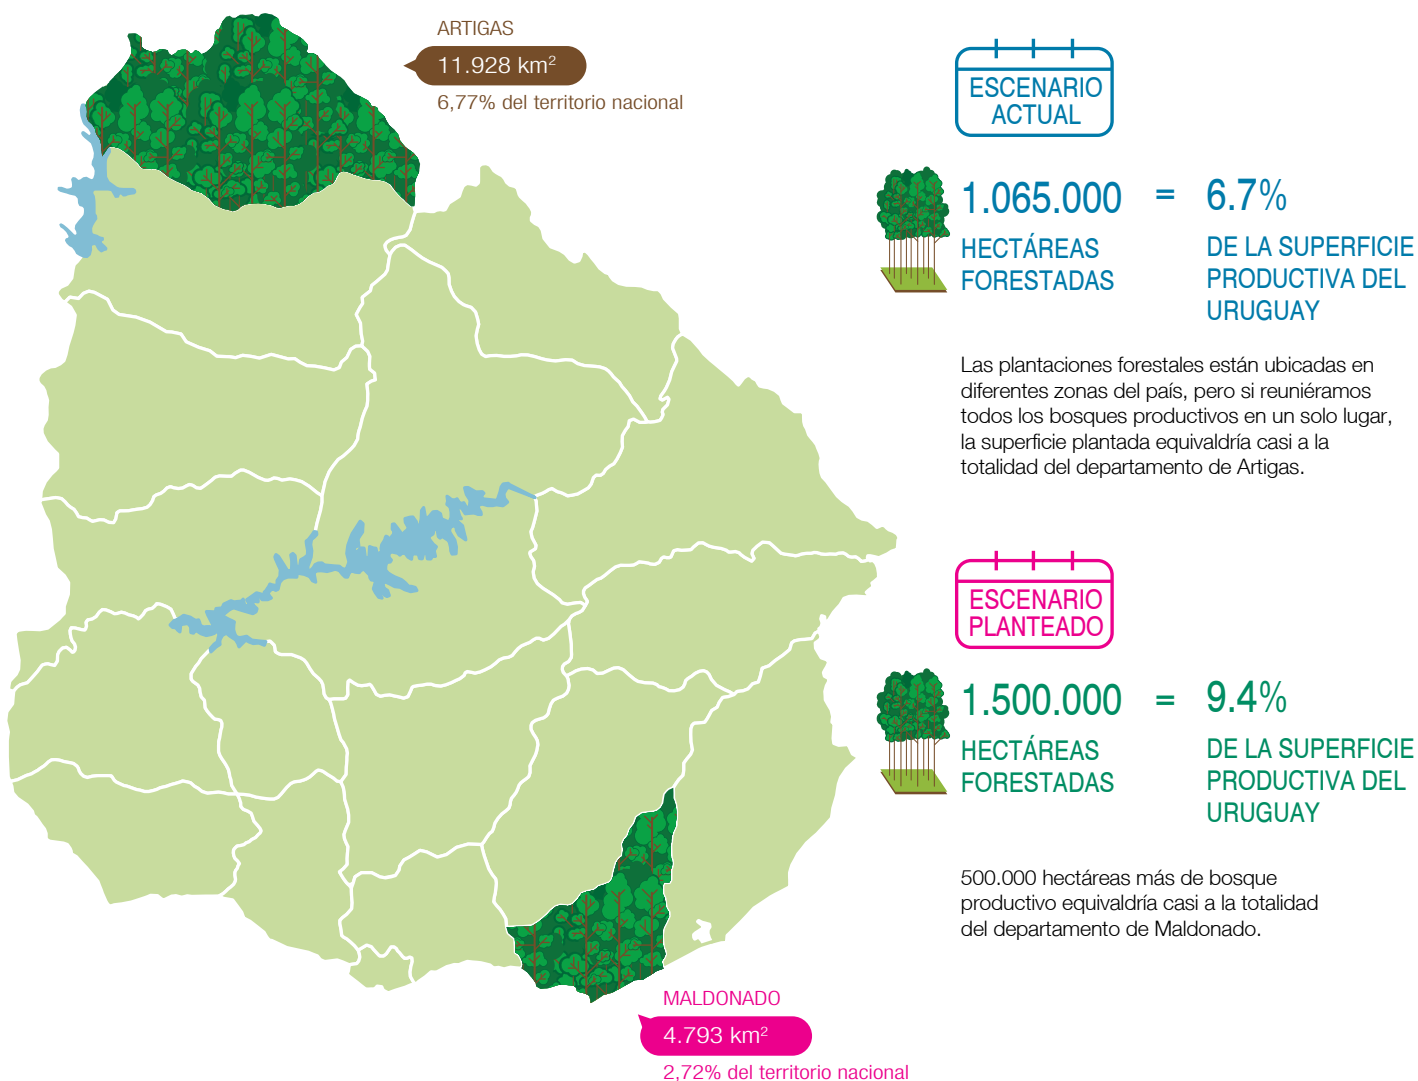 ARTIGAS
11.928 km²
6,77% del territorio nacional
ESCENARIO
ACTUAL
1.065.000 = 6.7%
HECTÁREAS
FORESTADAS
DE LA SUPERFICIE
PRODUCTIVA DEL
URUGUAY
Las plantaciones forestales están ubicadas en
diferentes zonas del país, pero si reuniéramos
todos los bosques productivos en un solo lugar,
la superficie plantada equivaldría casi a la
totalidad del departamento de Artigas.
ESCENARIO
PLANTEADO
1.500.000 = 9.4%
HECTÁREAS
FORESTADAS
DE LA SUPERFICIE
PRODUCTIVA DEL
URUGUAY
500.000 hectáreas más de bosque
productivo equivaldría casi a la totalidad
del departamento de Maldonado.
MALDONADO
4.793 km²
2,72% del territorio nacional